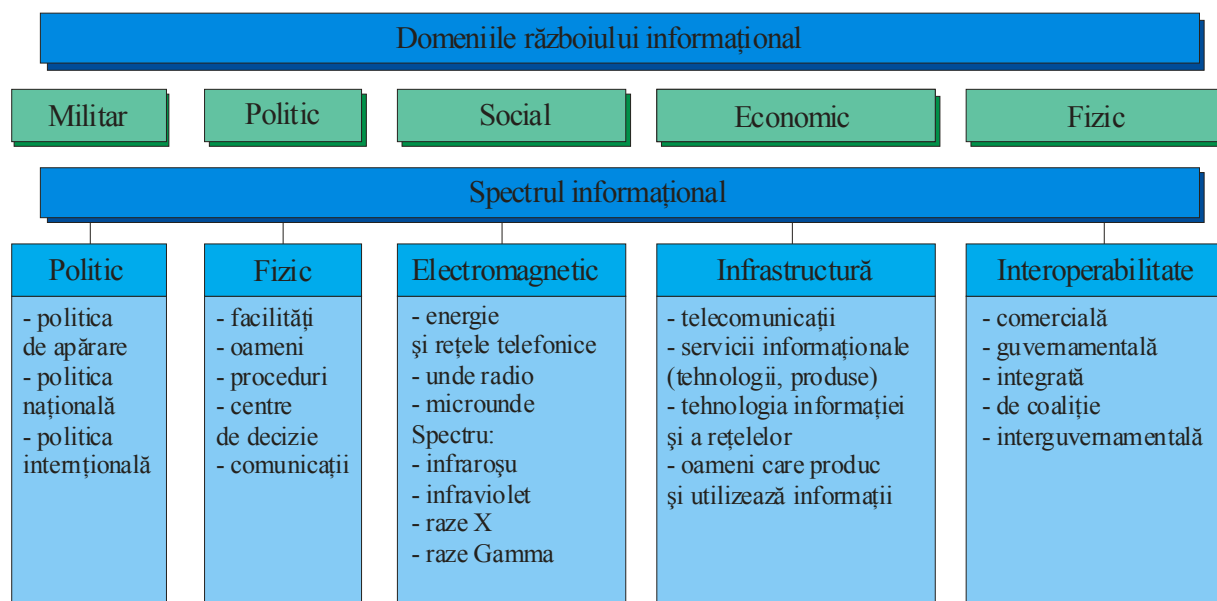 Domeniile războiului informațional
Militar
Politic
Social
Economic
Fizic
Spectrul informațional
Politic
- politica
de apărare
- politica
națională
- politica
internțională
Fizic
- facilități
- oameni
- proceduri
- centre
de decizie
- comunicații
Electromagnetic
- energie
și rețele telefonice
- unde radio
- microunde
Spectru:
- infraroșu
- infraviolet
- raze X
- raze Gamma
Infrastructură
- telecomunicații
- servicii informaționale
(tehnologii, produse)
- tehnologia informației
și a rețelelor
- oameni care produc
și utilizează informații
Interoperabilitate
- comercială
- guvernamentală
- integrată
- de coaliție
- interguvernamentală